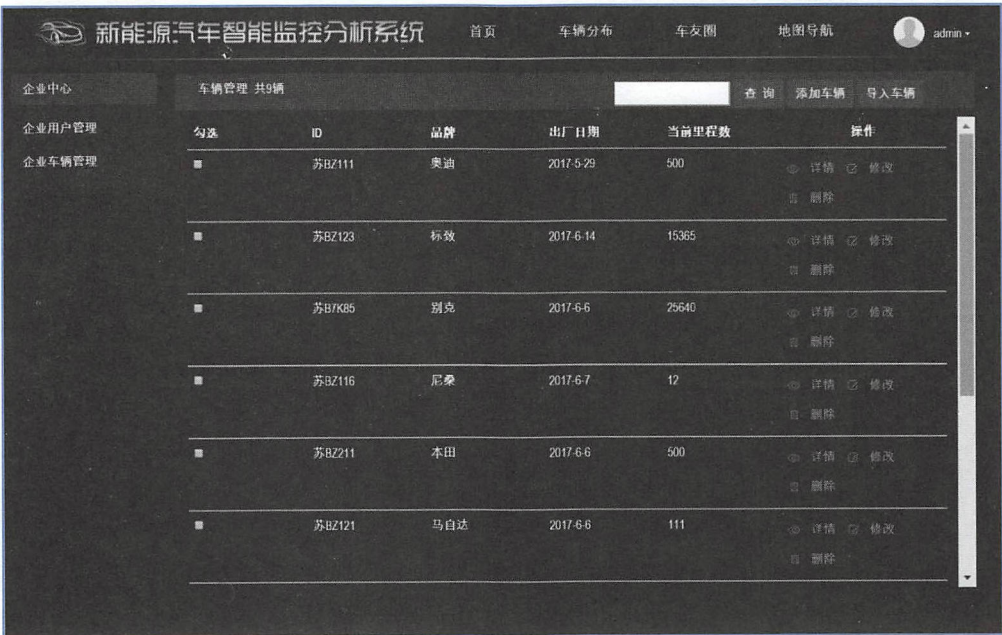 新能源汽车智能监控分析系统 首页 车辆分布 车友圈 地图导航 admin
企业中心
企业用户管理
企业车辆管理
车辆管理 共9辆 查 询 添加车辆 导入车辆
勾选 ID 品牌 出厂日期 当前里程数 操作
苏BZ111 奥迪 2017-5-29 500 详情 修改
删除
苏BZ123 标致 2017-6-14 15365 详情 修改
删除
苏B7K85 别克 2017-6-6 25640 详情 修改
删除
苏BZ116 尼桑 2017-6-7 12 详情 修改
删除
苏BZ211 本田 2017-6-6 500 详情 修改
删除
苏BZ121 马自达 2017-6-6 111 详情 修改
删除